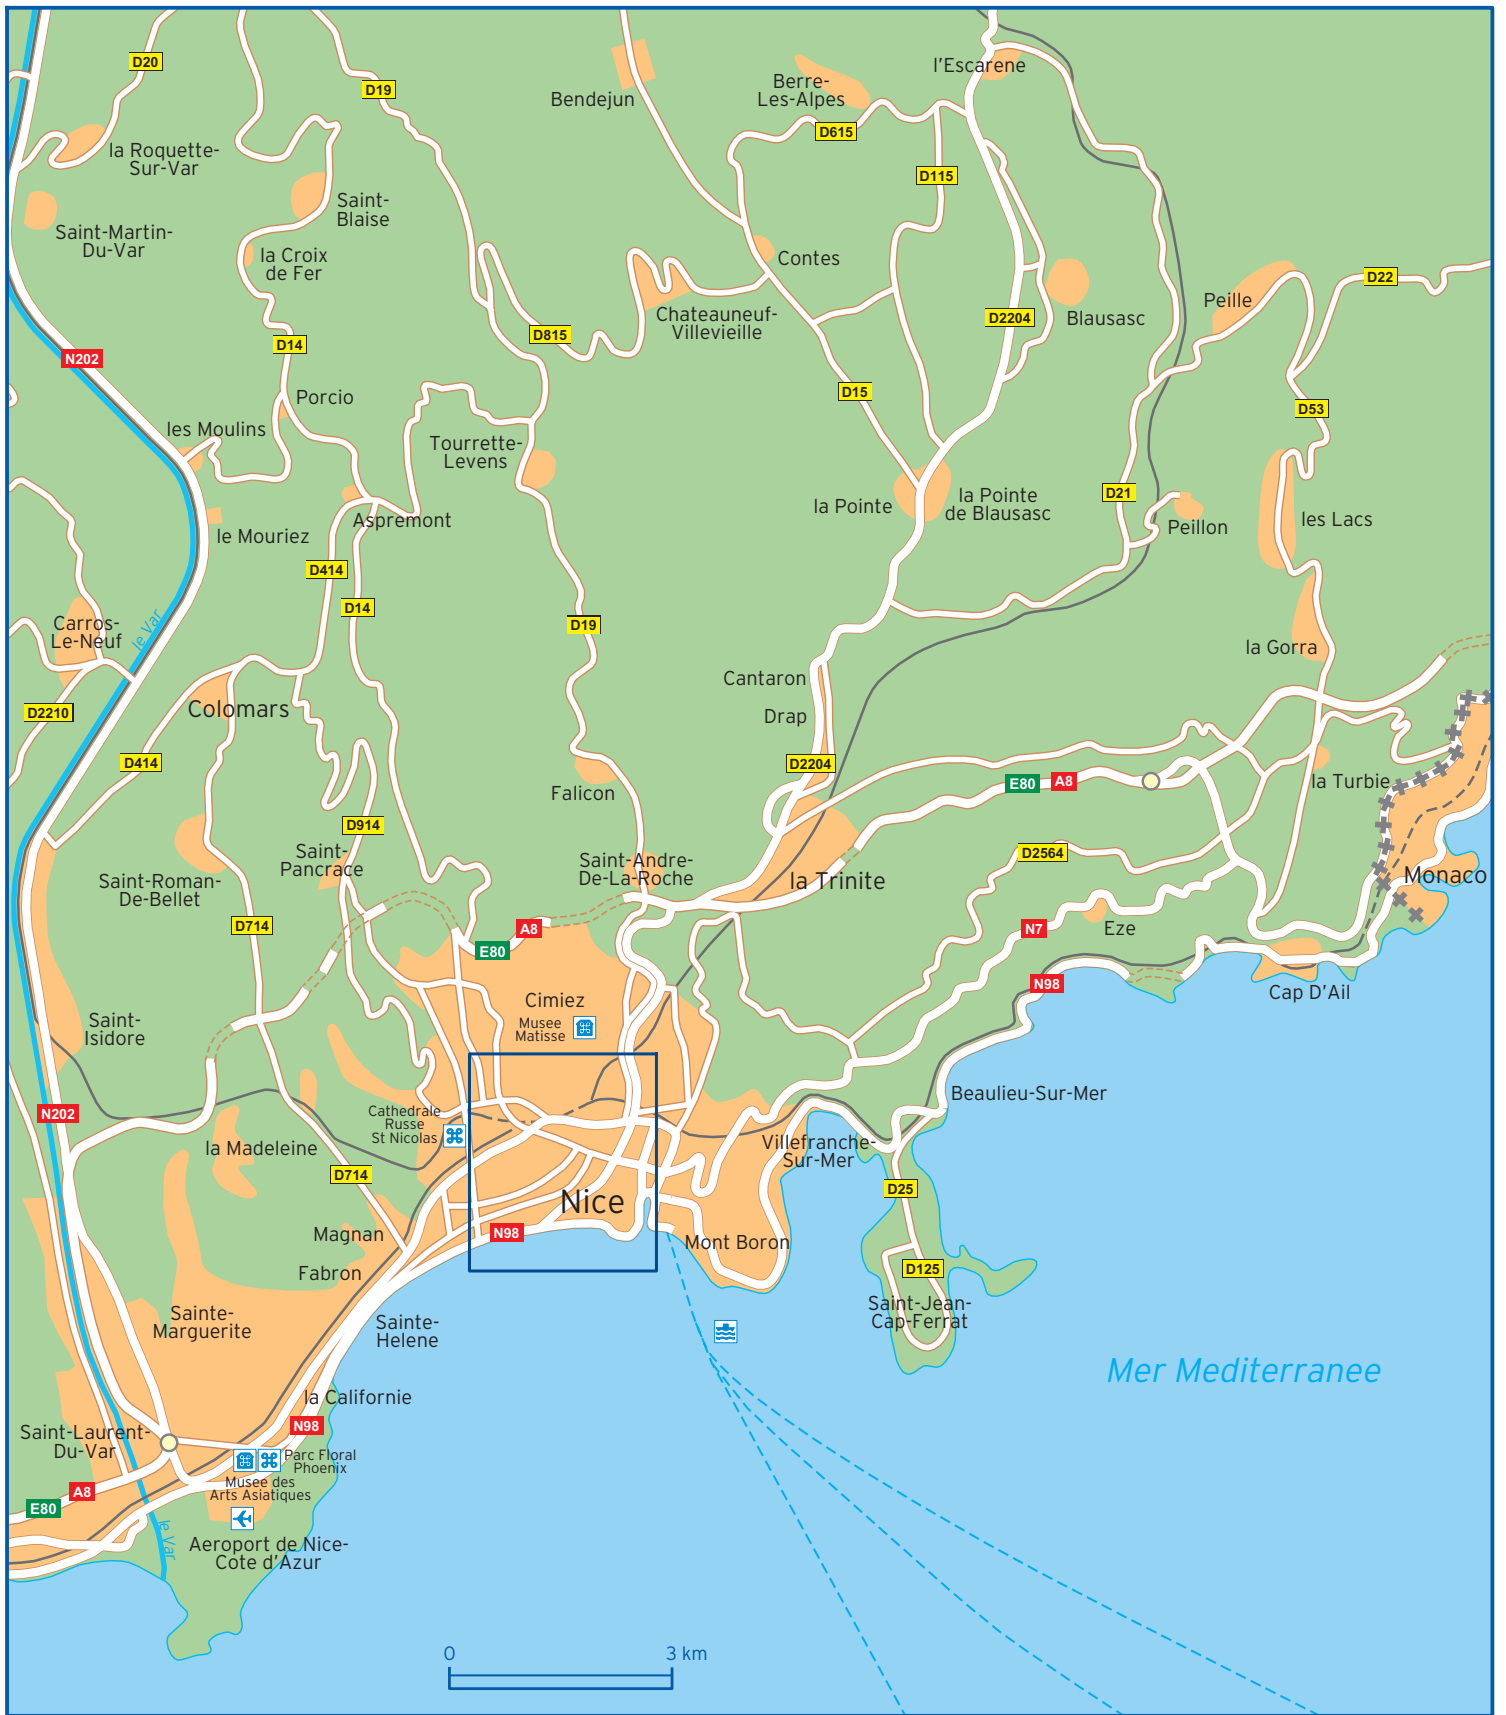 D20
D19
l'Escarene
Berre-
Les-Alpes
Bendejun
D615
la Roquette-
Sur-Var
D115
Saint-
Blaise
Saint-Martin-
Du-Var
la Croix
de Fer
Contes
D22
Peille
Chateauneuf-
Villevieille
D2204
Blausasc
D815
D14
N202
D15
Porcio
D53
les Moulins
Tourrette-
Levens
D21
la Pointe
la Pointe
de Blausasc
les Lacs
Aspremont
Peillon
le Mouriez
D414
D14
D19
le Var
Carros-
Le-Neuf
la Gorra
Cantaron
Colomars
D2210
Drap
D414
D2204
E80
A8
la Turbie
Falicon
D914
Saint-
Pancrace
D2564
Saint-Andre-
De-La-Roche
la Trinite
Monaco
Saint-Roman-
De-Bellet
D714
A8
N7
Eze
E80
N98
Cap D'Ail
Cimiez
Musee
Matisse
Saint-
Isidore
N202
Beaulieu-Sur-Mer
Cathedrale
Russe
St Nicolas
la Madeleine
Villefranche-
Sur-Mer
D714
D25
Nice
Magnan
N98
Mont Boron
Fabron
D125
Sainte-
Marguerite
Sainte-
Helene
Saint-Jean-
Cap-Ferrat
Mer Mediterranee
la Californie
N98
Saint-Laurent-
Du-Var
Parc Floral
Phoenix
Musee des
Arts Asiatiques
A8
E80
le Var
Aeroport de Nice-
Cote d'Azur
0
3 km